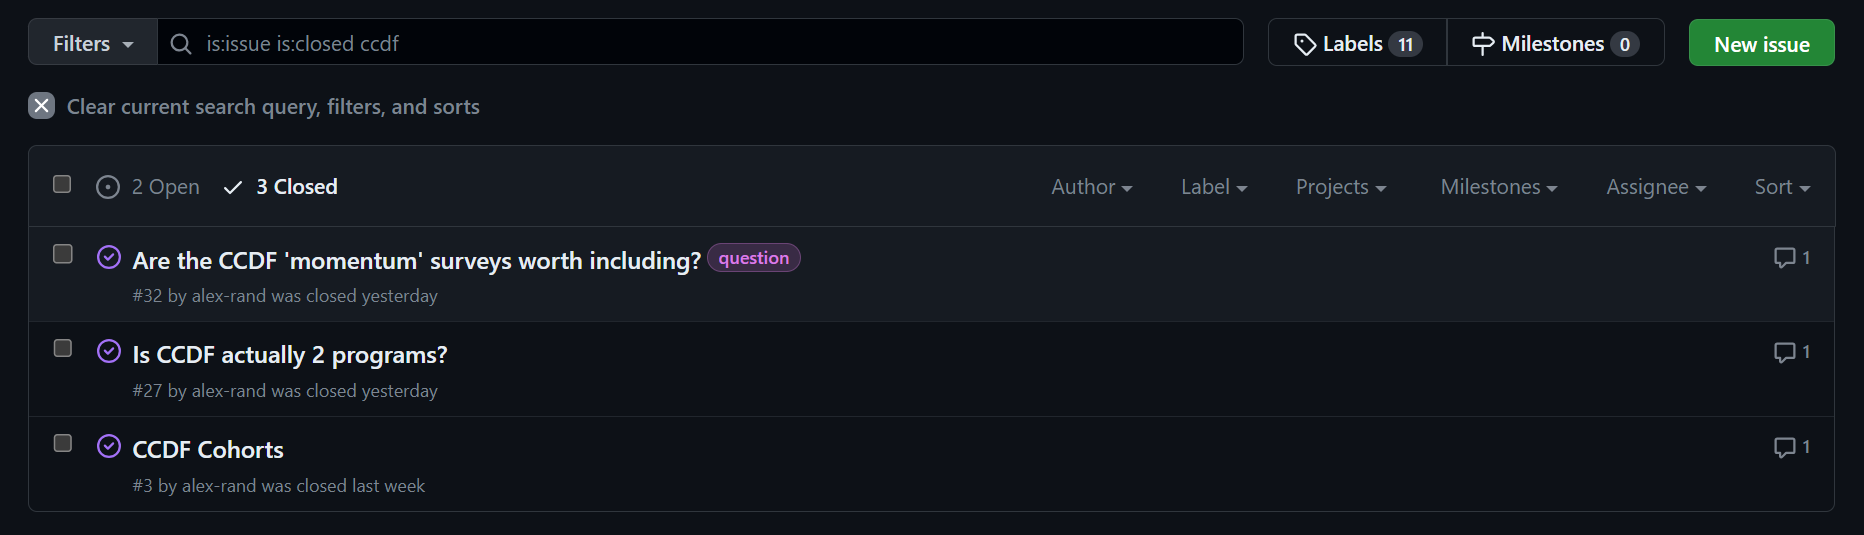 Filters is:issue is:closed ccdf Labels 11 Milestones 0 New issue
Clear current search query, filters, and sorts
2 Open 3 Closed Author Label Projects Milestones Assignee Sort
Are the CCDF 'momentum' surveys worth including? question 1
#32 by alex-rand was closed yesterday
Is CCDF actually 2 programs? 1
#27 by alex-rand was closed yesterday
CCDF Cohorts 1
#3 by alex-rand was closed last week